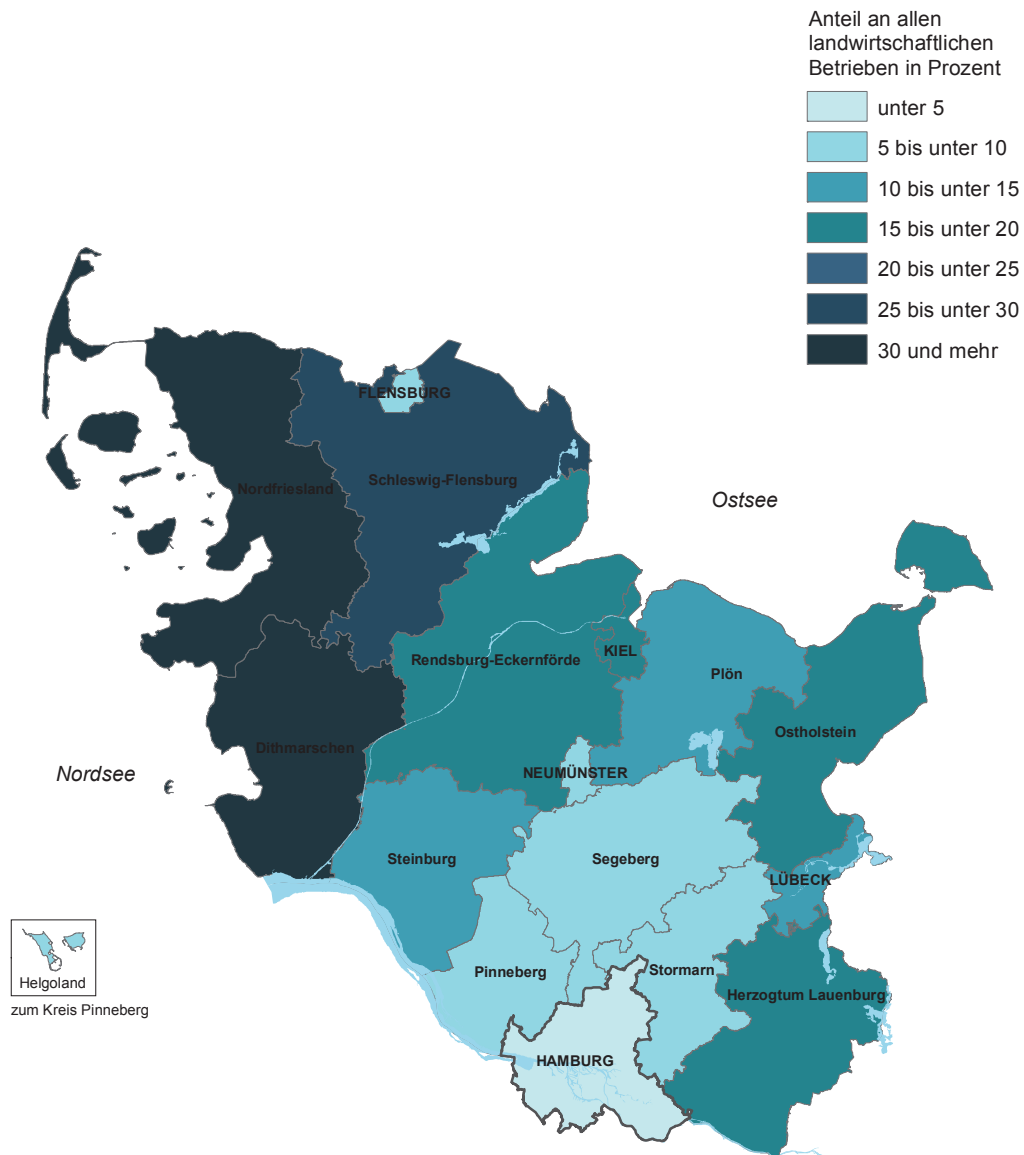 Anteil an allen
landwirtschaftlichen
Betrieben in Prozent
unter 5
5 bis unter 10
10 bis unter 15
15 bis unter 20
20 bis unter 25
25 bis unter 30
30 und mehr
FLENSBURG
Nordfriesland
Schleswig-Flensburg
Ostsee
Rendsburg-Eckernförde
KIEL
Plön
Ostholstein
Dithmarschen
Nordsee
NEUMÜNSTER
Steinburg
Segeberg
LÜBECK
Pinneberg
Stormarn
Helgoland
Herzogtum Lauenburg
zum Kreis Pinneberg
HAMBURG